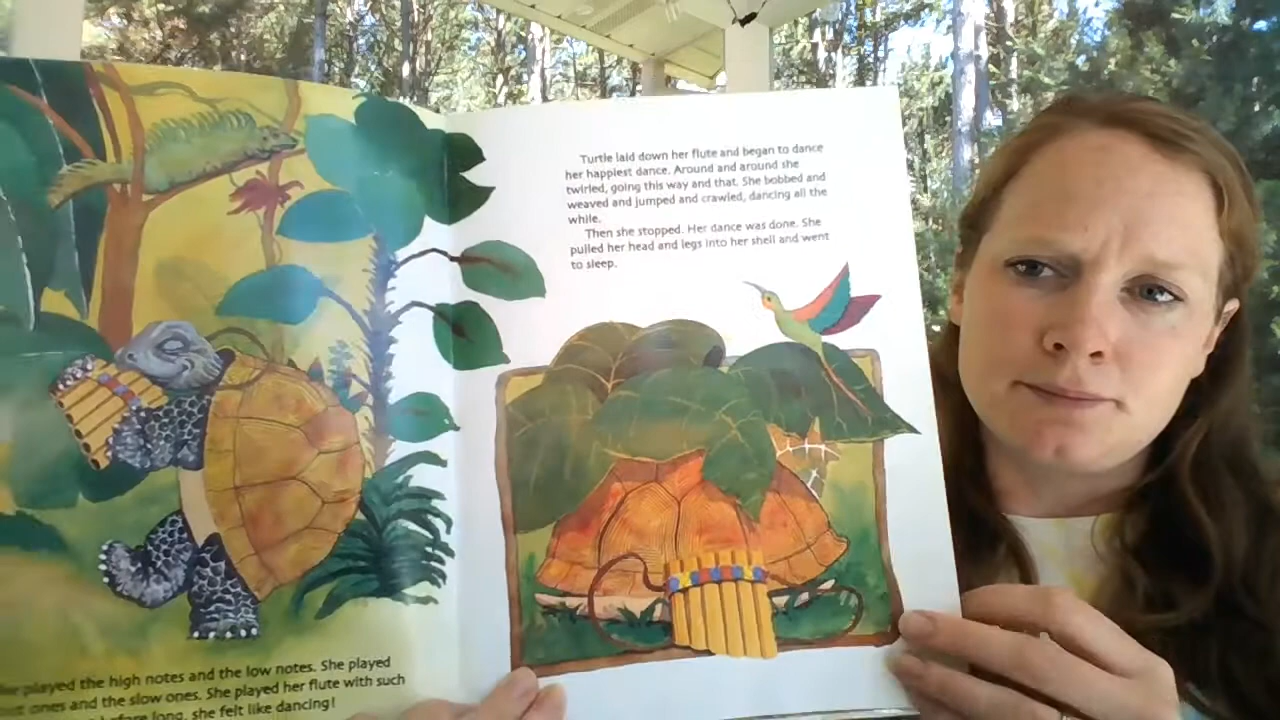 played the high notes and the low notes. She played
ones and the slow ones. She played her flute with such
long, she felt like dancing!
Turtle laid down her flute and began to dance
her happiest dance. Around and around she
twirled, going this way and that. She bobbed and
weaved and jumped and crawled, dancing all the
while.
Then she stopped. Her dance was done. She
pulled her head and legs into her shell and went
to sleep.